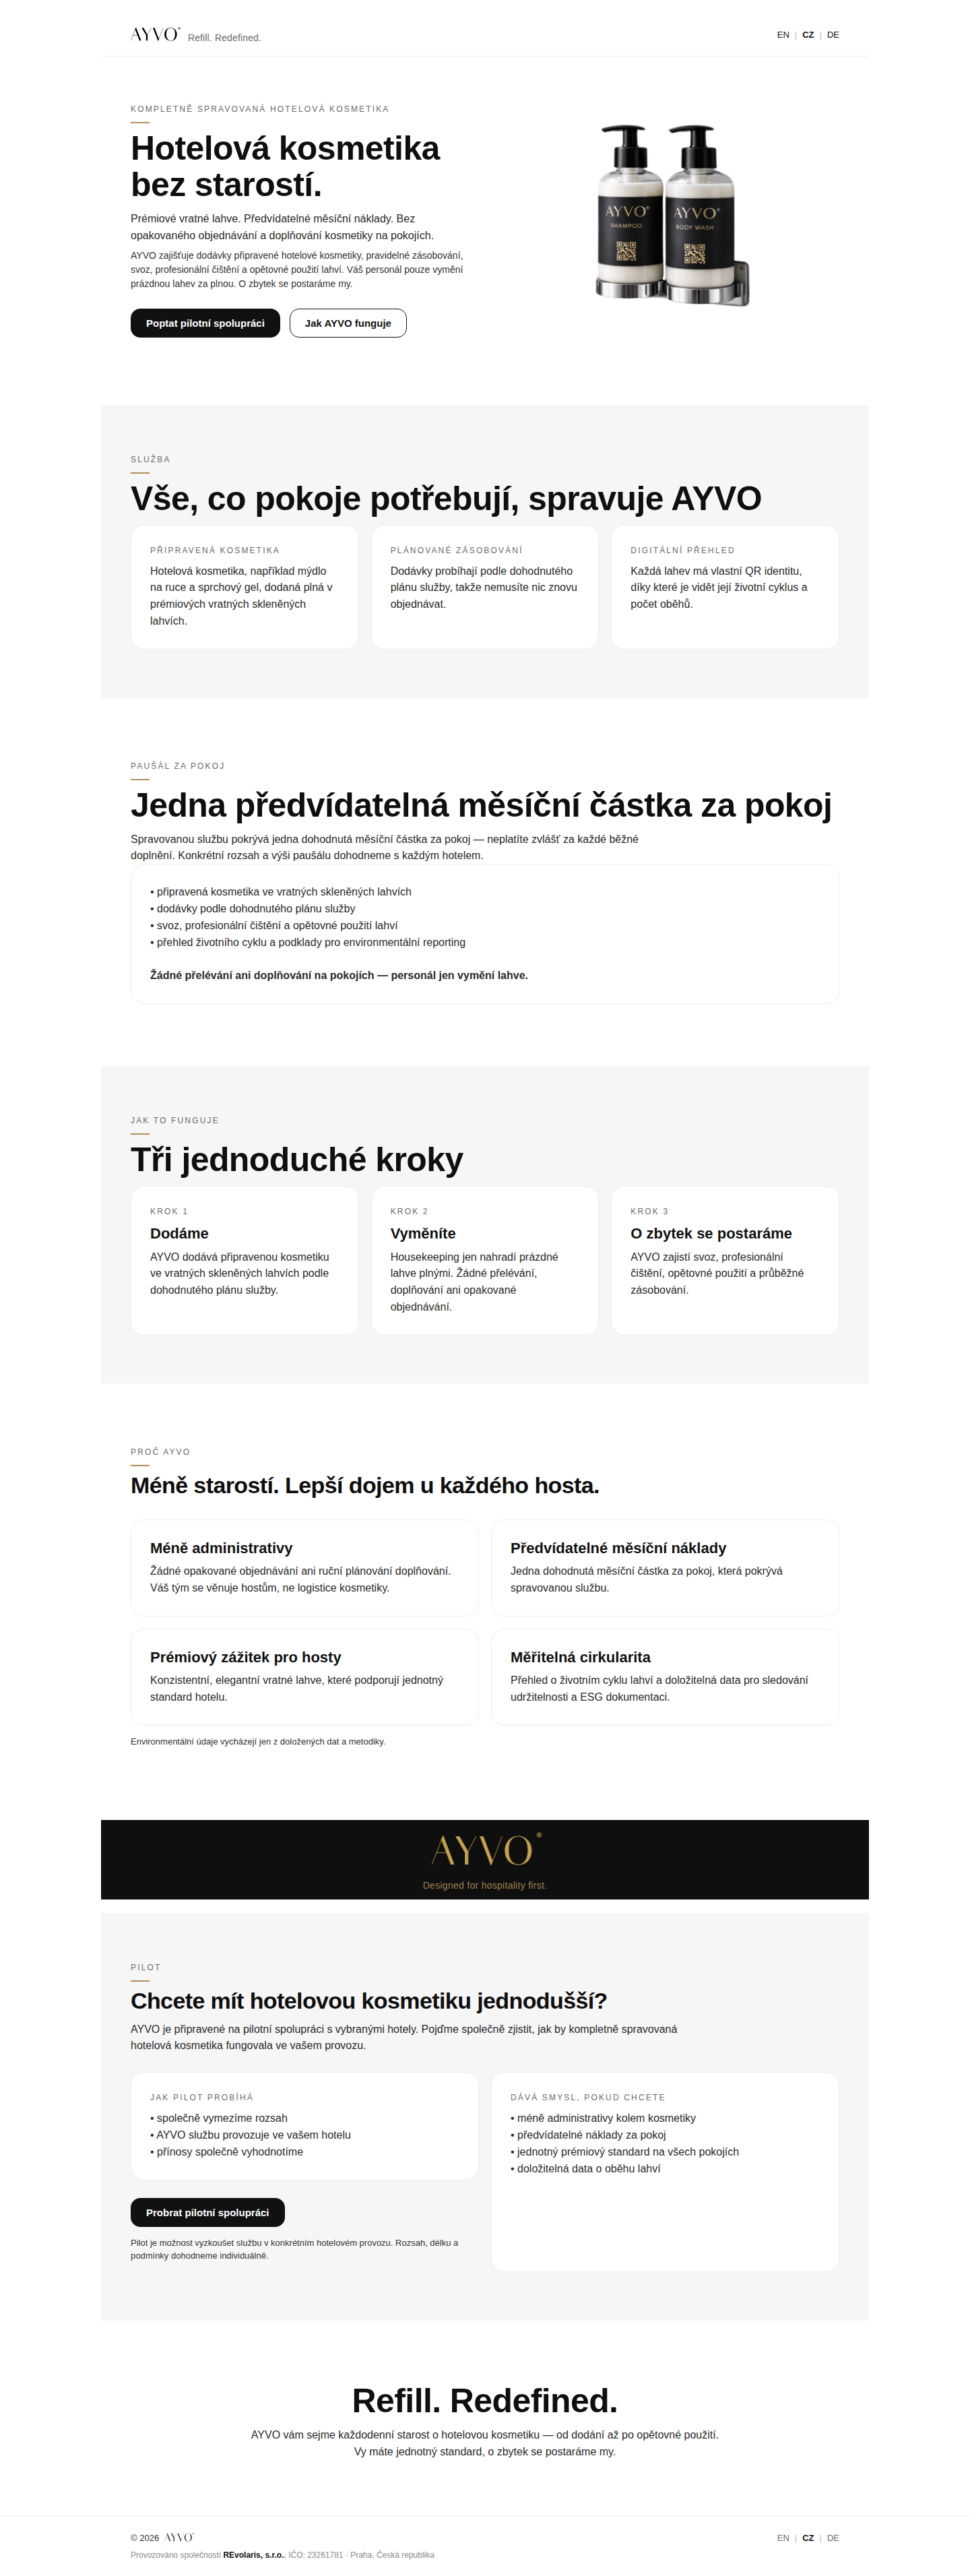 AYVO® Refill. Redefined.
EN | CZ | DE
KOMPLETNĚ SPRAVOVANÁ HOTELOVÁ KOSMETIKA
Hotelová kosmetika
bez starostí.
Prémiové vratné lahve. Předvídatelné měsíční náklady. Bez
opakovaného objednávání a doplňování kosmetiky na pokojích.
AYVO zajišťuje dodávky připravené hotelové kosmetiky, pravidelné zásobování,
svoz, profesionální čištění a opětovné použití lahví. Váš personál pouze vymění
prázdnou lahev za plnou. O zbytek se postaráme my.
Poptat pilotní spolupráci
Jak AYVO funguje
AYVO®
SHAMPOO
AYVO®
BODY WASH
SLUŽBA
Vše, co pokoje potřebují, spravuje AYVO
PŘIPRAVENÁ KOSMETIKA
Hotelová kosmetika, například mýdlo
na ruce a sprchový gel, dodaná plná v
prémiových vratných skleněných
lahvích.
PLÁNOVANÉ ZÁSOBOVÁNÍ
Dodávky probíhají podle dohodnutého
plánu služby, takže nemusíte nic znovu
objednávat.
DIGITÁLNÍ PŘEHLED
Každá lahev má vlastní QR identitu,
díky které je vidět její životní cyklus a
počet oběhů.
PAUŠÁL ZA POKOJ
Jedna předvídatelná měsíční částka za pokoj
Spravovanou službu pokrývá jedna dohodnutá měsíční částka za pokoj — neplatíte zvlášť za každé běžné
doplnění. Konkrétní rozsah a výši paušálu dohodneme s každým hotelem.
• připravená kosmetika ve vratných skleněných lahvích
• dodávky podle dohodnutého plánu služby
• svoz, profesionální čištění a opětovné použití lahví
• přehled životního cyklu a podklady pro environmentální reporting
Žádné přelévání ani doplňování na pokojích — personál jen vymění lahve.
JAK TO FUNGUJE
Tři jednoduché kroky
KROK 1
Dodáme
AYVO dodává připravenou kosmetiku
ve vratných skleněných lahvích podle
dohodnutého plánu služby.
KROK 2
Vyměníte
Housekeeping jen nahradí prázdné
lahve plnými. Žádné přelévání,
doplňování ani opakované
objednávání.
KROK 3
O zbytek se postaráme
AYVO zajistí svoz, profesionální
čištění, opětovné použití a průběžné
zásobování.
PROČ AYVO
Méně starostí. Lepší dojem u každého hosta.
Méně administrativy
Žádné opakované objednávání ani ruční plánování doplňování.
Váš tým se věnuje hostům, ne logistice kosmetiky.
Předvídatelné měsíční náklady
Jedna dohodnutá měsíční částka za pokoj, která pokrývá
spravovanou službu.
Prémiový zážitek pro hosty
Konzistentní, elegantní vratné lahve, které podporují jednotný
standard hotelu.
Měřitelná cirkularita
Přehled o životním cyklu lahví a doložitelná data pro sledování
udržitelnosti a ESG dokumentaci.
Environmentální údaje vycházejí jen z doložených dat a metodiky.
AYVO®
Designed for hospitality first.
PILOT
Chcete mít hotelovou kosmetiku jednodušší?
AYVO je připravené na pilotní spolupráci s vybranými hotely. Pojďme společně zjistit, jak by kompletně spravovaná
hotelová kosmetika fungovala ve vašem provozu.
JAK PILOT PROBÍHÁ
• společně vymezíme rozsah
• AYVO službu provozuje ve vašem hotelu
• přínosy společně vyhodnotíme
DÁVÁ SMYSL, POKUD CHCETE
• méně administrativy kolem kosmetiky
• předvídatelné náklady za pokoj
• jednotný prémiový standard na všech pokojích
• doložitelná data o oběhu lahví
Probrat pilotní spolupráci
Pilot je možnost vyzkoušet službu v konkrétním hotelovém provozu. Rozsah, délku a
podmínky dohodneme individuálně.
Refill. Redefined.
AYVO vám sejme každodenní starost o hotelovou kosmetiku — od dodání až po opětovné použití.
Vy máte jednotný standard, o zbytek se postaráme my.
© 2026 AYVO®
EN | CZ | DE
Provozováno společností REvolaris, s.r.o., IČO: 23261781 · Praha, Česká republika